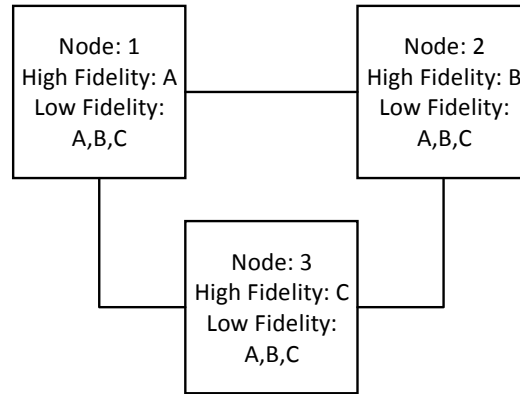 Node: 1
High Fidelity: A
Low Fidelity:
A,B,C
Node: 2
High Fidelity: B
Low Fidelity:
A,B,C
Node: 3
High Fidelity: C
Low Fidelity:
A,B,C